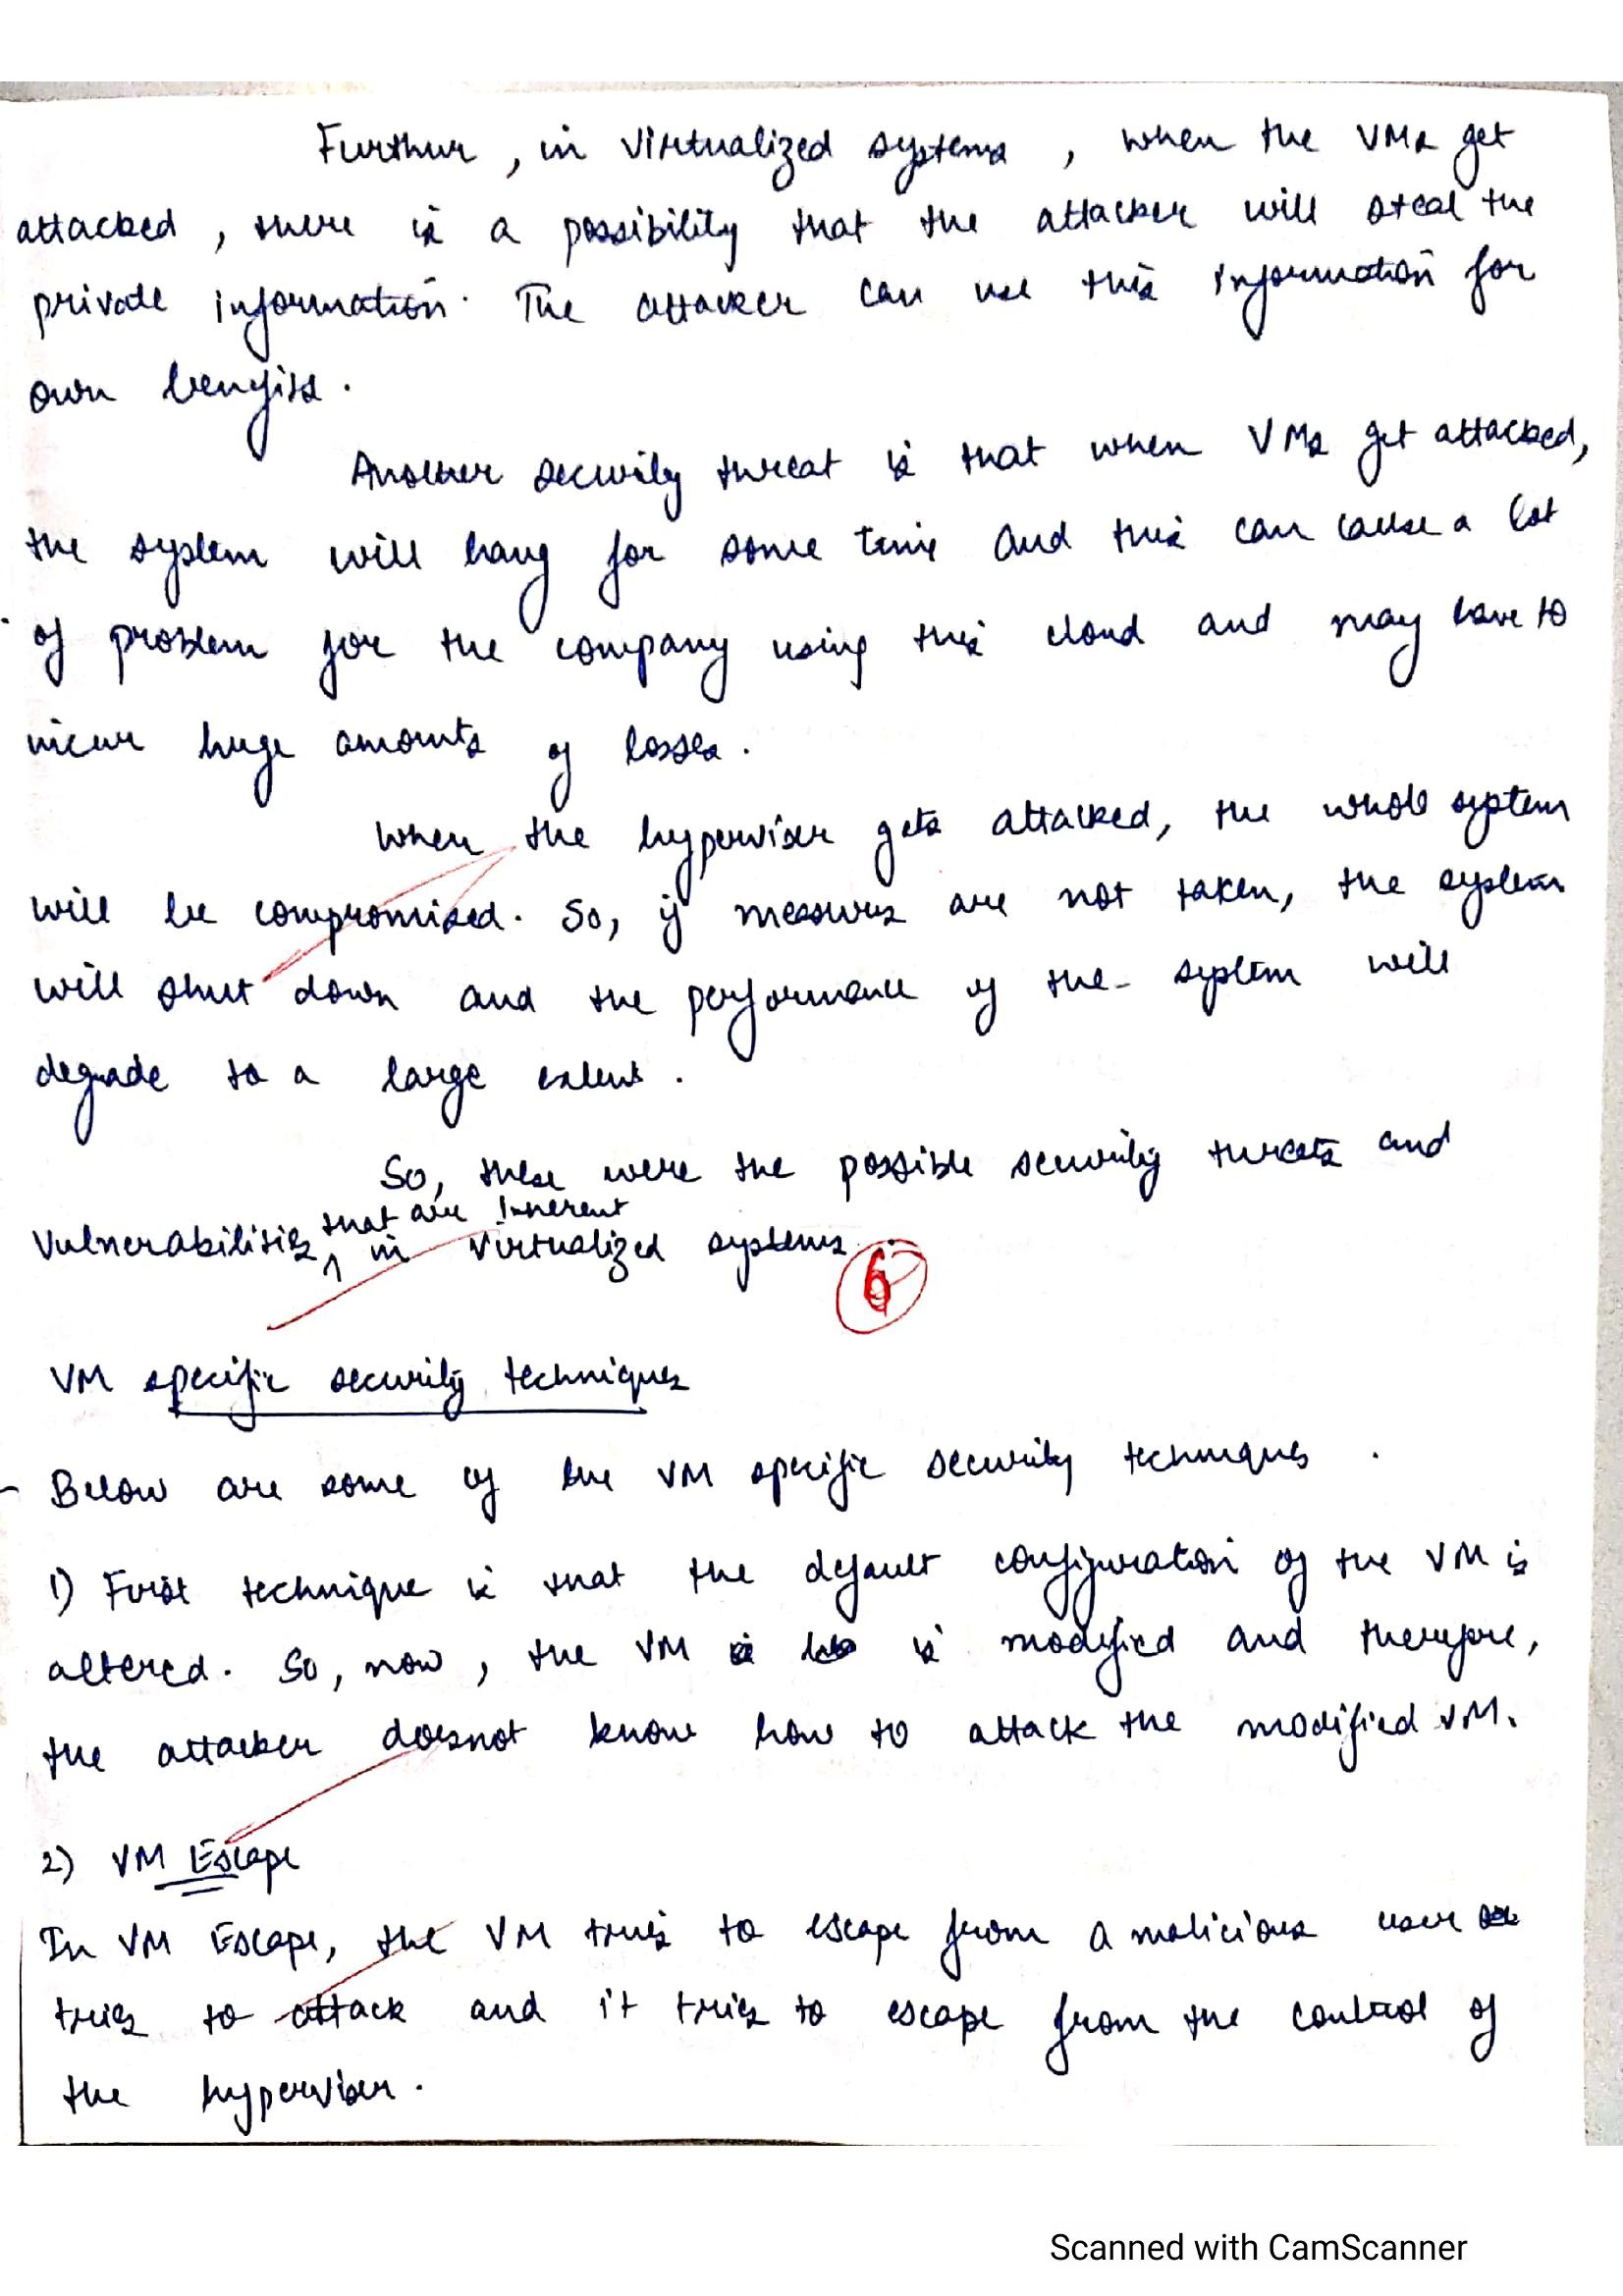 Furthur, in virtualized systems, when the VMs get
attacked, there is a possibility that the attacker will steal the
private information. The attacker can use this information for
own benefits.
Another security threat is that when VMs get attacked,
the system will hang for some time and this can cause a lot
of problem for the company using this cloud and may have to
incur huge amounts of losses.
When the hypervisor gets attacked, the whole system
will be compromised. So, if measures are not taken, the system
will shut down and the performance of the system will
degrade to a large extent.
So, these were the possible security threats and
that are inherent
Vulnerabilities in virtualized systems.
6
VM specific security techniques
Below are some of the VM specific security techniques.
1) First technique is that the default configuration of the VM is
altered. So, now, the VM is modified and therefore,
the attacker doesnot know how to attack the modified VM.
2) VM Escape
In VM Escape, the VM tries to escape from a malicious user
tries to attack and it tries to escape from the control of
the hypervisor.
Scanned with CamScanner